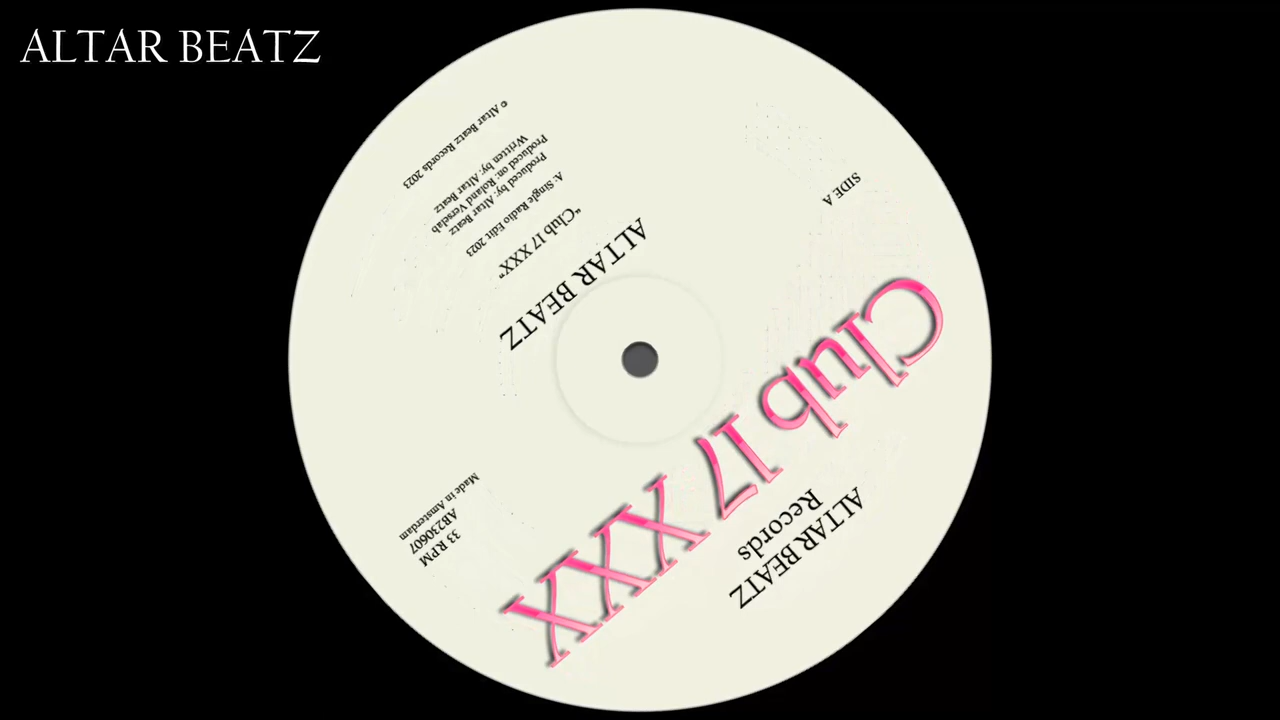 ALTAR BEATZ
ALTAR BEATZ
Records
Club 17 XXX
SIDE A
33 RPM
AB230607
Made in Amsterdam
ALTAR BEATZ
"Club 17 XXX"
A: Single Radio Edit 2023
Produced by: Altar Beatz
Produced on: Roland Verselab
Written by: Altar Beatz
© Altar Beatz Records 2023